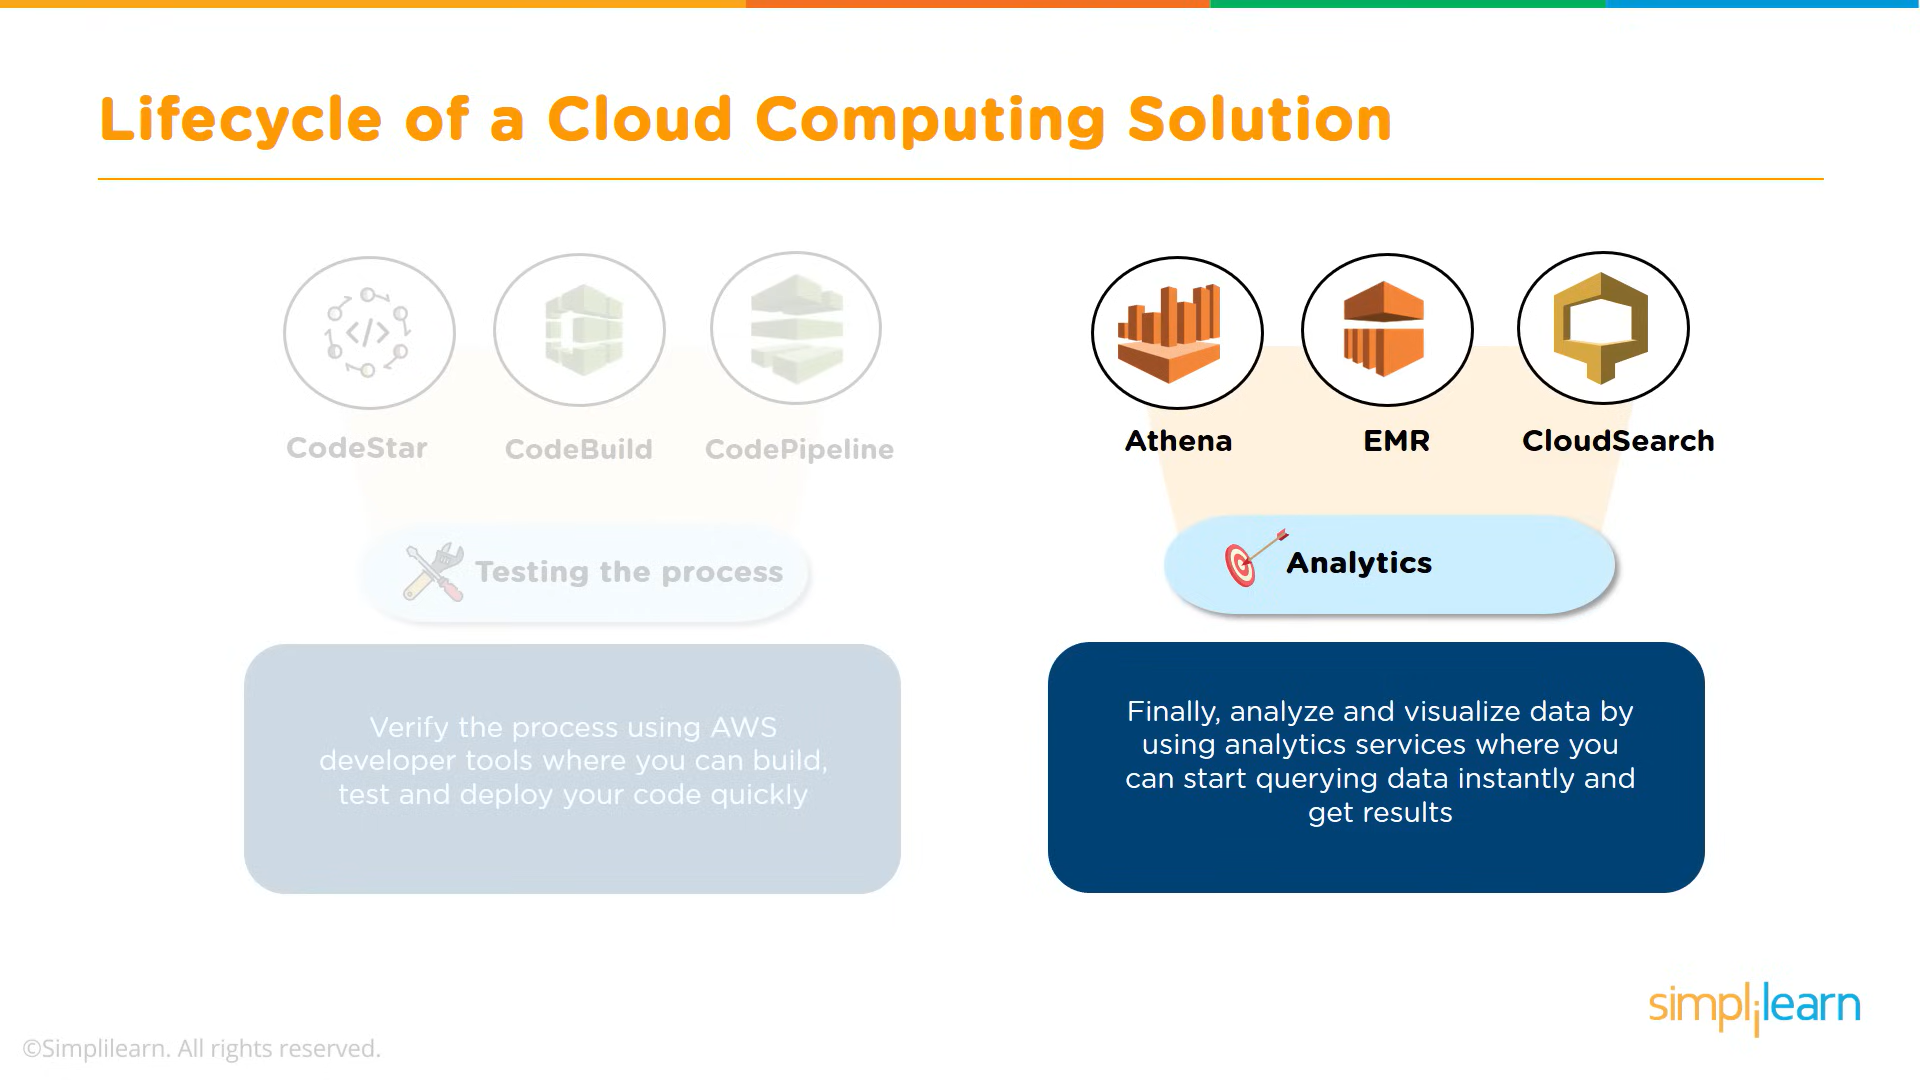 Lifecycle of a Cloud Computing Solution
CodeStar
CodeBuild
CodePipeline
Testing the process
Verify the process using AWS
developer tools where you can build,
test and deploy your code quickly
Athena
EMR
CloudSearch
Analytics
Finally, analyze and visualize data by
using analytics services where you
can start querying data instantly and
get results
simplilearn
©Simplilearn. All rights reserved.